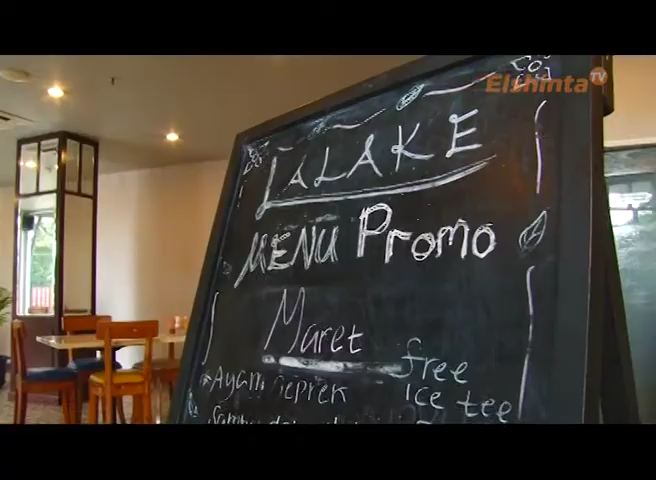 Elshinta TV
LALAKE
MENU Promo
Maret
Ayam Geprek
free
ICE tee